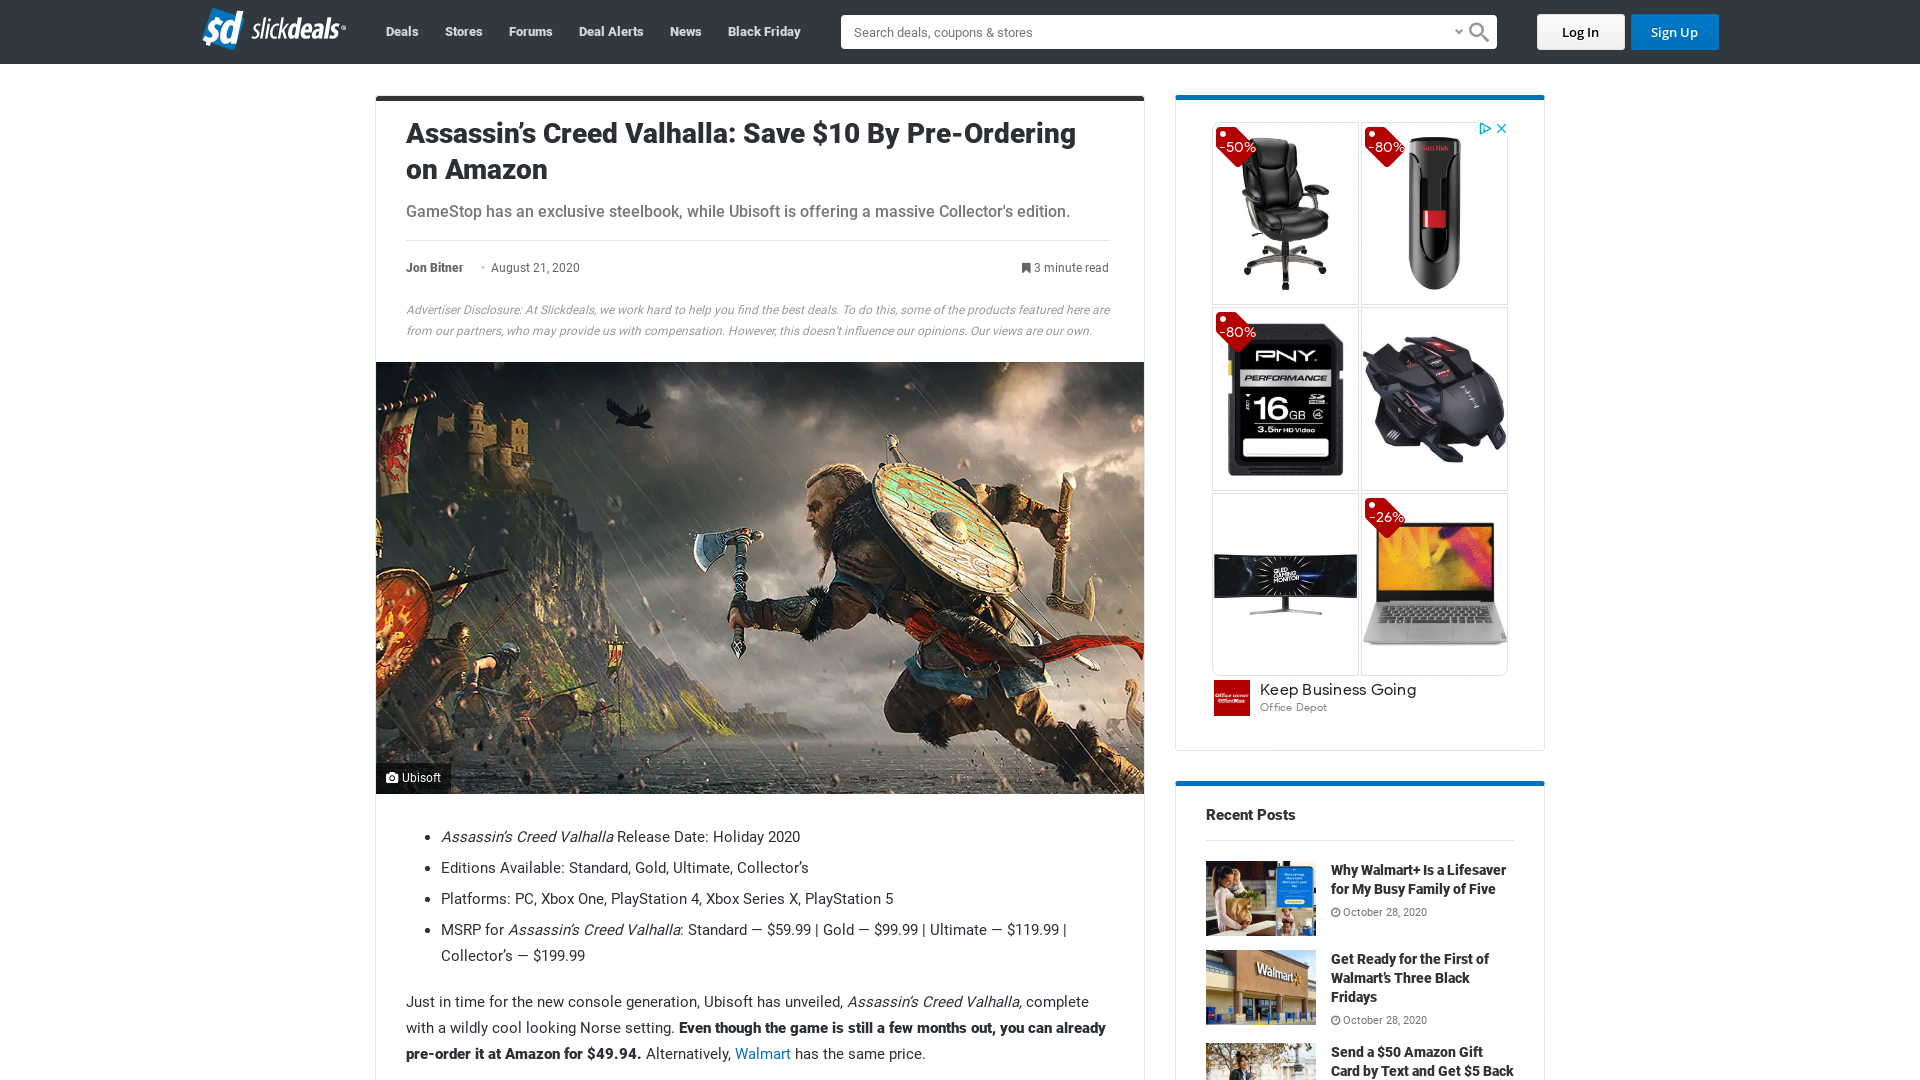 $d slickdeals
Deals
Stores
Forums
Deal Alerts
News
Black Friday
Search deals, coupons & stores
Log In
Sign Up
Assassin’s Creed Valhalla: Save $10 By Pre-Ordering
on Amazon
GameStop has an exclusive steelbook, while Ubisoft is offering a massive Collector's edition.
Jon Bitner • August 21, 2020
3 minute read
Advertiser Disclosure: At Slickdeals, we work hard to help you find the best deals. To do this, some of the products featured here are
from our partners, who may provide us with compensation. However, this doesn’t influence our opinions. Our views are our own.
Ubisoft
• Assassin’s Creed Valhalla Release Date: Holiday 2020
• Editions Available: Standard, Gold, Ultimate, Collector’s
• Platforms: PC, Xbox One, PlayStation 4, Xbox Series X, PlayStation 5
• MSRP for Assassin’s Creed Valhalla: Standard — $59.99 | Gold — $99.99 | Ultimate — $119.99 |
Collector’s — $199.99
Just in time for the new console generation, Ubisoft has unveiled, Assassin’s Creed Valhalla, complete
with a wildly cool looking Norse setting. Even though the game is still a few months out, you can already
pre-order it at Amazon for $49.94. Alternatively, Walmart has the same price.
-50%
-80%
SanDisk
-80%
PNY
PERFORMANCE
16GB
3.5hr HD Video
QLED
GAMING
MONITOR
-26%
Office DEPOT
OfficeMax
Keep Business Going
Office Depot
Recent Posts
Why Walmart+ Is a Lifesaver
for My Busy Family of Five
October 28, 2020
Walmart
Get Ready for the First of
Walmart’s Three Black
Fridays
October 28, 2020
Send a $50 Amazon Gift
Card by Text and Get $5 Back